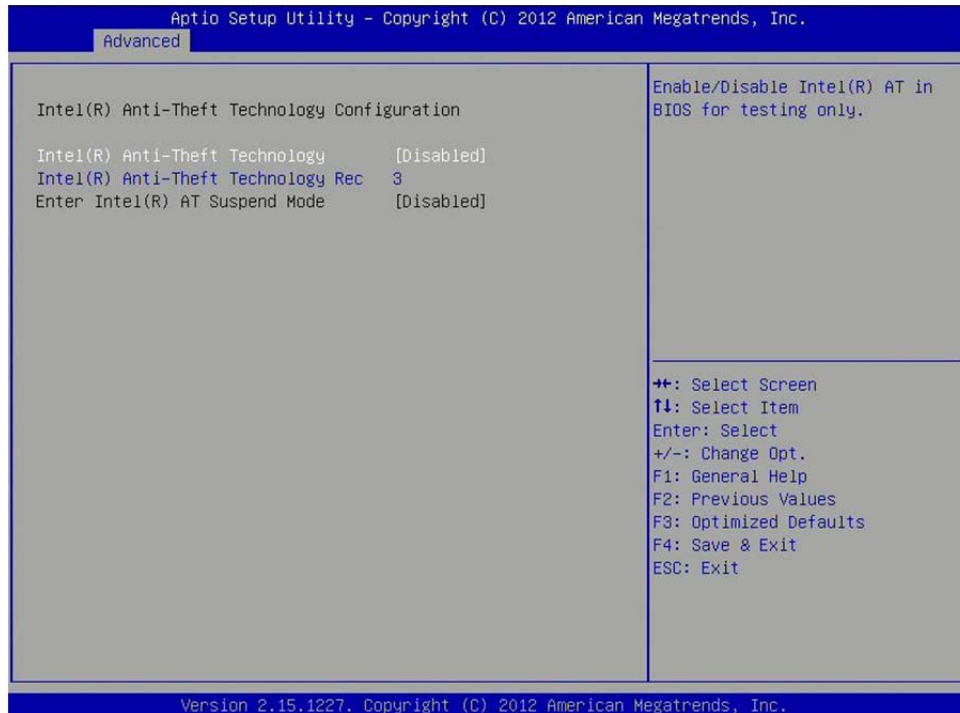 Aptio Setup Utility – Copyright (C) 2012 American Megatrends, Inc.
Advanced
Intel(R) Anti-Theft Technology Configuration
Intel(R) Anti-Theft Technology [Disabled]
Intel(R) Anti-Theft Technology Rec 3
Enter Intel(R) AT Suspend Mode [Disabled]
Enable/Disable Intel(R) AT in
BIOS for testing only.
→←: Select Screen
↑↓: Select Item
Enter: Select
+/-: Change Opt.
F1: General Help
F2: Previous Values
F3: Optimized Defaults
F4: Save & Exit
ESC: Exit
Version 2.15.1227. Copyright (C) 2012 American Megatrends, Inc.